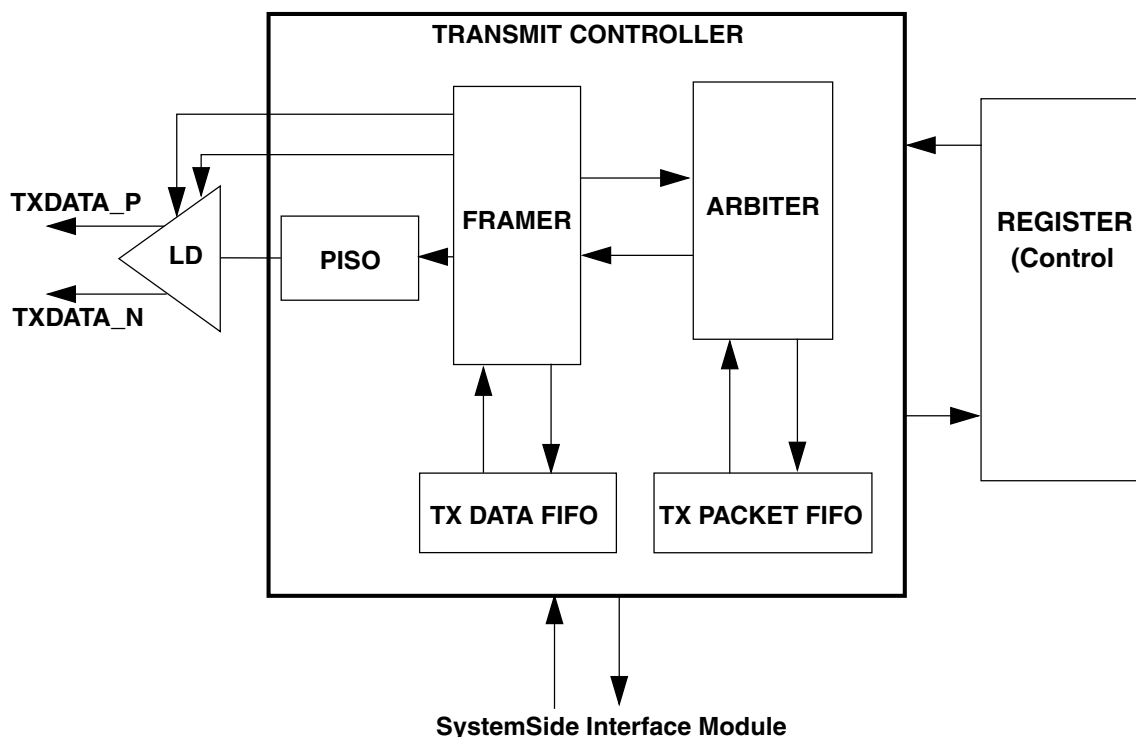 TRANSMIT CONTROLLER
TXDATA_P
TXDATA_N
LD
PISO
FRAMER
ARBITER
REGISTER
(Control
TX DATA FIFO
TX PACKET FIFO
SystemSide Interface Module